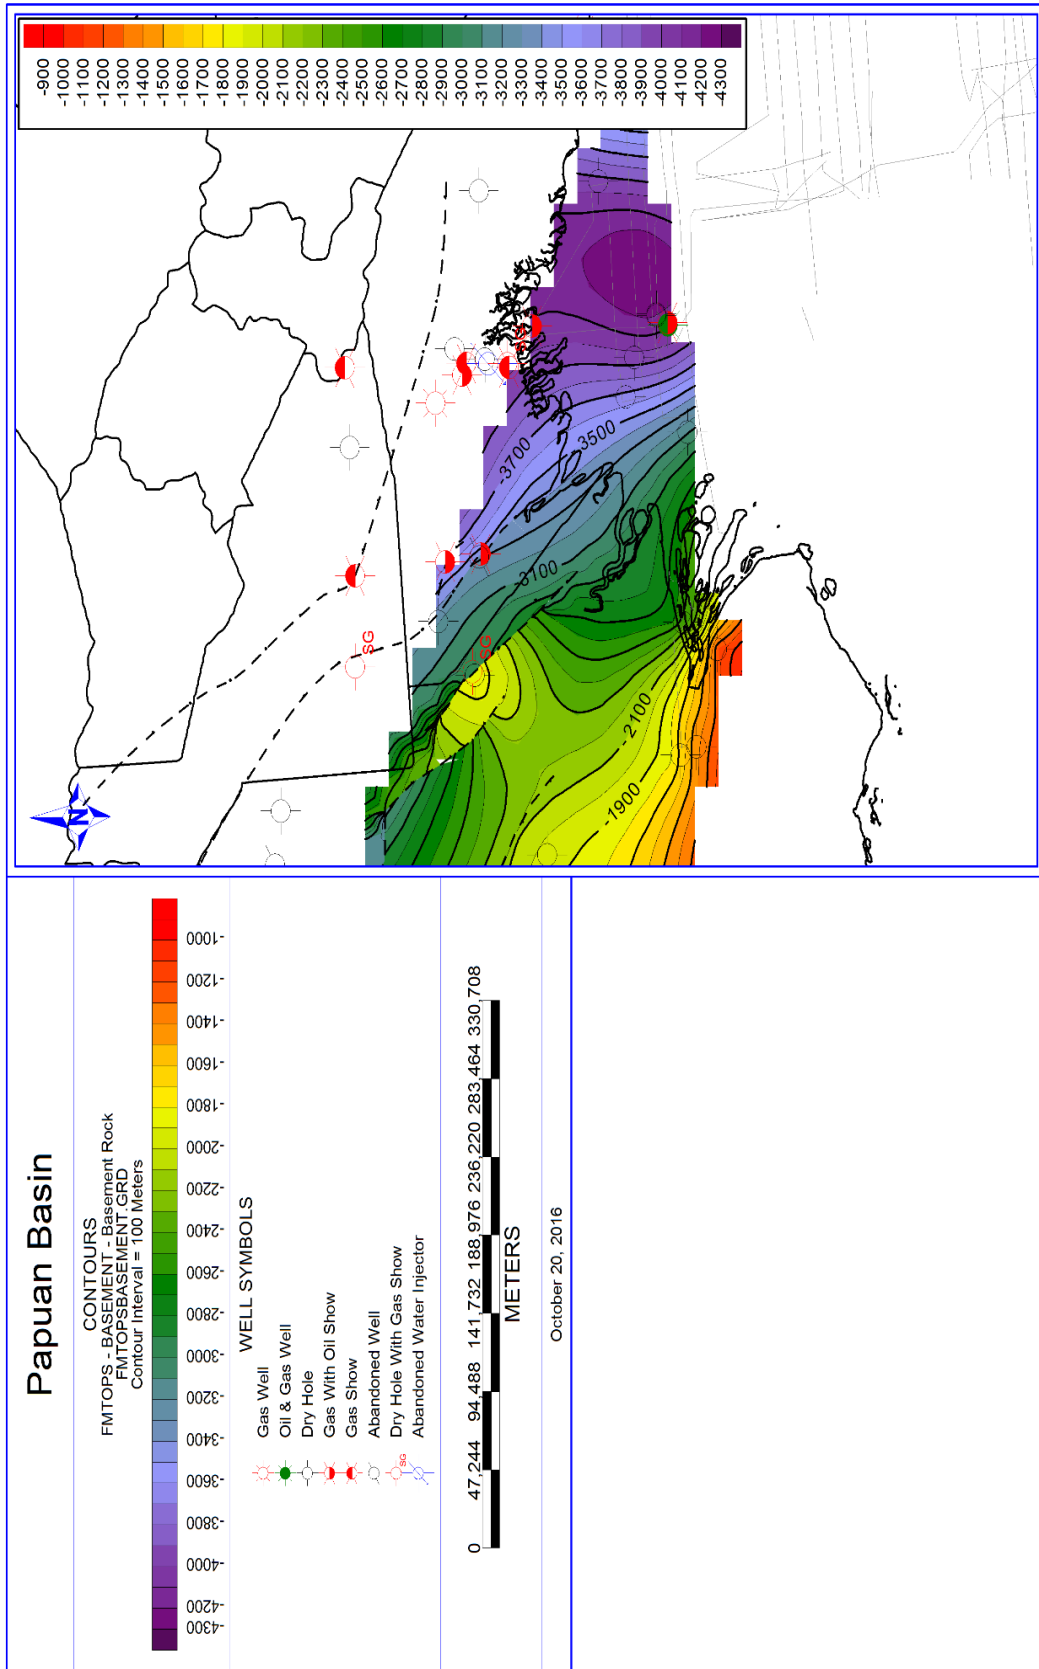 -900
-1000
-1100
-1200
-1300
-1400
-1500
-1600
-1700
-1800
-1900
-2000
-2100
-2200
-2300
-2400
-2500
-2600
-2700
-2800
-2900
-3000
-3100
-3200
-3300
-3400
-3500
-3600
-3700
-3800
-3900
-4000
-4100
-4200
-4300
N
SG
SG
SG
-3700
-3500
-3100
-2100
-1900
Papuan Basin
CONTOURS
FMTOPS - BASEMENT - Basement Rock
FMTOPSBASEMENT.GRD
Contour Interval = 100 Meters
-4300
-4200
-4000
-3800
-3600
-3400
-3200
-3000
-2800
-2600
-2400
-2200
-2000
-1800
-1600
-1400
-1200
-1000
WELL SYMBOLS
Gas Well
Oil & Gas Well
Dry Hole
Gas With Oil Show
Gas Show
Abandoned Well
SG Dry Hole With Gas Show
Abandoned Water Injector
0 47,244 94,488 141,732 188,976 236,220 283,464 330,708
METERS
October 20, 2016